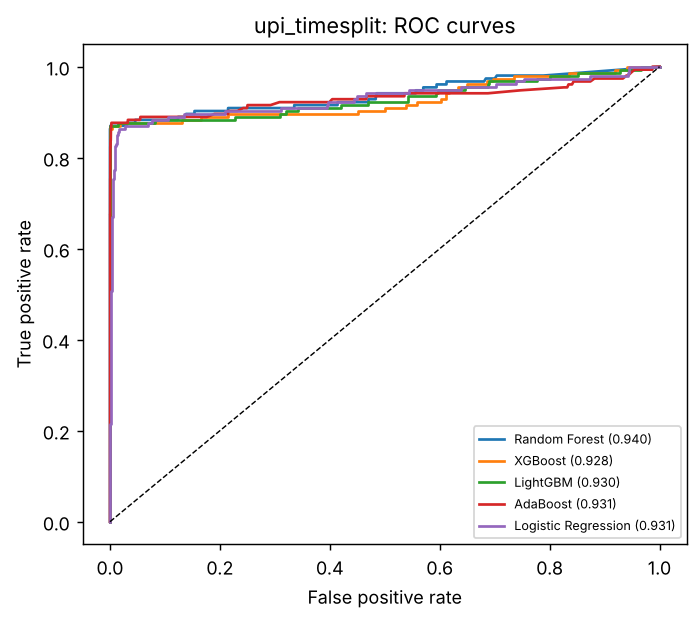 upi_timesplit: ROC curves
True positive rate
1.0
0.8
0.6
0.4
0.2
0.0
Random Forest (0.940)
XGBoost (0.928)
LightGBM (0.930)
AdaBoost (0.931)
Logistic Regression (0.931)
0.0 0.2 0.4 0.6 0.8 1.0
False positive rate